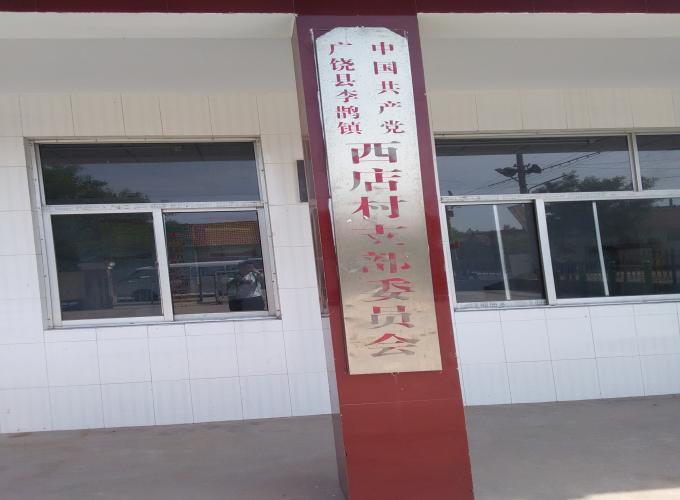 中国共产党
广饶县李鹊镇
西店村支部委员会